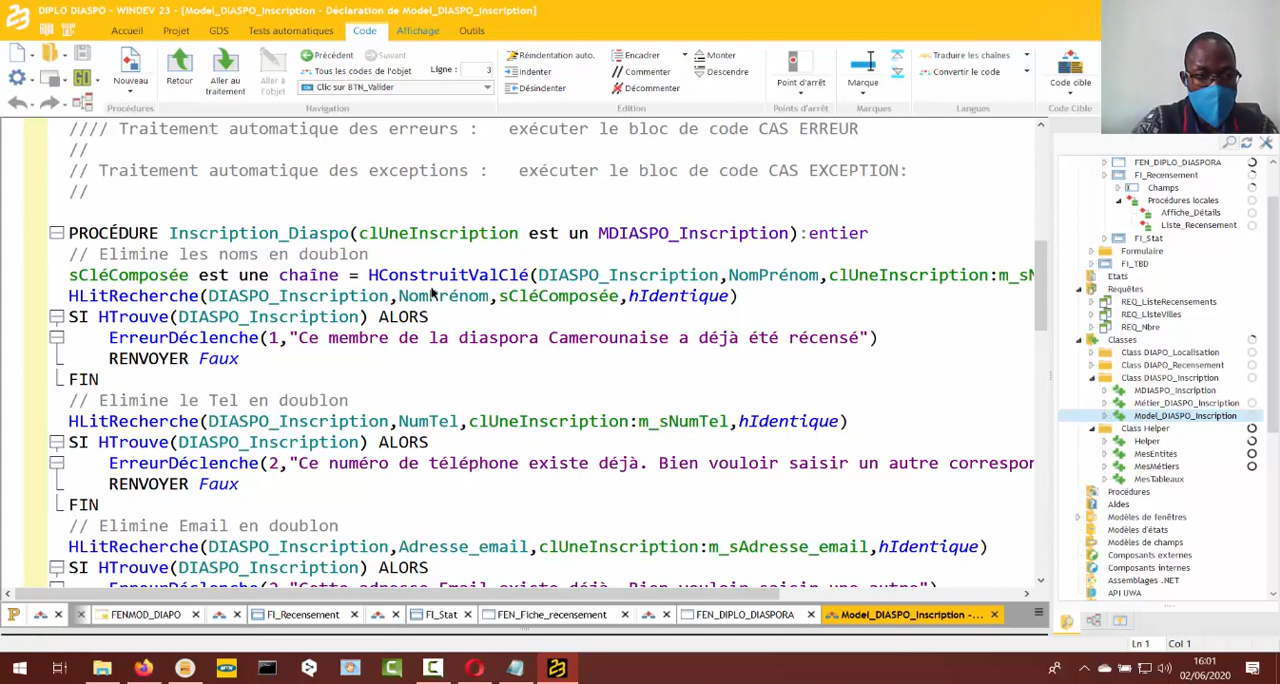 DIPLO DIASPO - WINDEV 23 - [Model_DIASPO_Inscription - Déclaration de Model_DIASPO_Inscription]
23
Accueil Projet GDS Tests automatiques Code Affichage Outils
Nouveau
Retour
Aller au traitement
Aller à l'objet
Précédent Suivant
Tous les codes de l'objet
Clic sur BTN_Valider
Ligne : 3
Réindentation auto.
Indenter
Désindenter
Encadrer
// Commenter
Décommenter
Monter
Descendre
Point d'arrêt
Marque
Traduire les chaînes
Convertir le code
Code cible
Procédures Navigation Edition Points d'arrêt Marques Langues Code Cible
//// Traitement automatique des erreurs : exécuter le bloc de code CAS ERREUR
//
// Traitement automatique des exceptions : exécuter le bloc de code CAS EXCEPTION:
//
PROCÉDURE Inscription_Diaspo(clUneInscription est un MDIASPO_Inscription):entier
// Elimine les noms en doublon
sCléComposée est une chaîne = HConstruitValClé(DIASPO_Inscription,NomPrénom,clUneInscription:m_sN
HLitRecherche(DIASPO_Inscription,NomPrénom,sCléComposée,hIdentique)
SI HTrouve(DIASPO_Inscription) ALORS
ErreurDéclenche(1,"Ce membre de la diaspora Camerounaise a déjà été récensé")
RENVOYER Faux
FIN
// Elimine le Tel en doublon
HLitRecherche(DIASPO_Inscription,NumTel,clUneInscription:m_sNumTel,hIdentique)
SI HTrouve(DIASPO_Inscription) ALORS
ErreurDéclenche(2,"Ce numéro de téléphone existe déjà. Bien vouloir saisir un autre correspon
RENVOYER Faux
FIN
// Elimine Email en doublon
HLitRecherche(DIASPO_Inscription,Adresse_email,clUneInscription:m_sAdresse_email,hIdentique)
SI HTrouve(DIASPO_Inscription) ALORS
FEN_DIPLO_DIASPORA
FI_Recensement
Champs
Procédures locales
Affiche_Détails
Liste_Recensement
FI_Stat
Formulaire
FI_TBD
Etats
Requêtes
REQ_ListeRecensements
REQ_ListeVilles
REQ_Nbre
Classes
Class DIAPO_Localisation
Class DIAPO_Recensement
Class DIASPO_Inscription
MDIASPO_Inscription
Métier_DIASPO_Inscription
Model_DIASPO_Inscription
Class Helper
Helper
MesEntités
MesMétiers
MesTableaux
Procédures
Aides
Modèles de fenêtres
Modèles d'états
Modèles de champs
Composants externes
Composants internes
Assemblages .NET
API UWA
FENMOD_DIAPO FI_Recensement FI_Stat FEN_Fiche_recensement FEN_DIPLO_DIASPORA Model_DIASPO_Inscription - ...
Ln 1 Col 1
16:01
02/06/2020